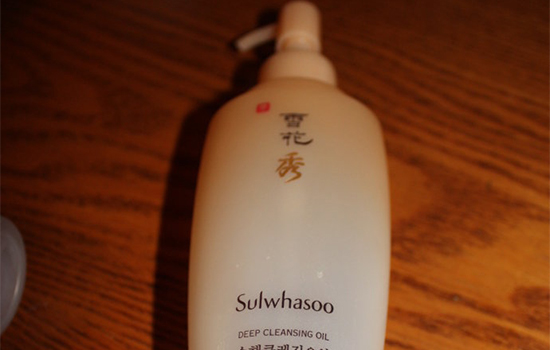 雪
花
秀
Sulwhasoo
DEEP CLEANSING OIL